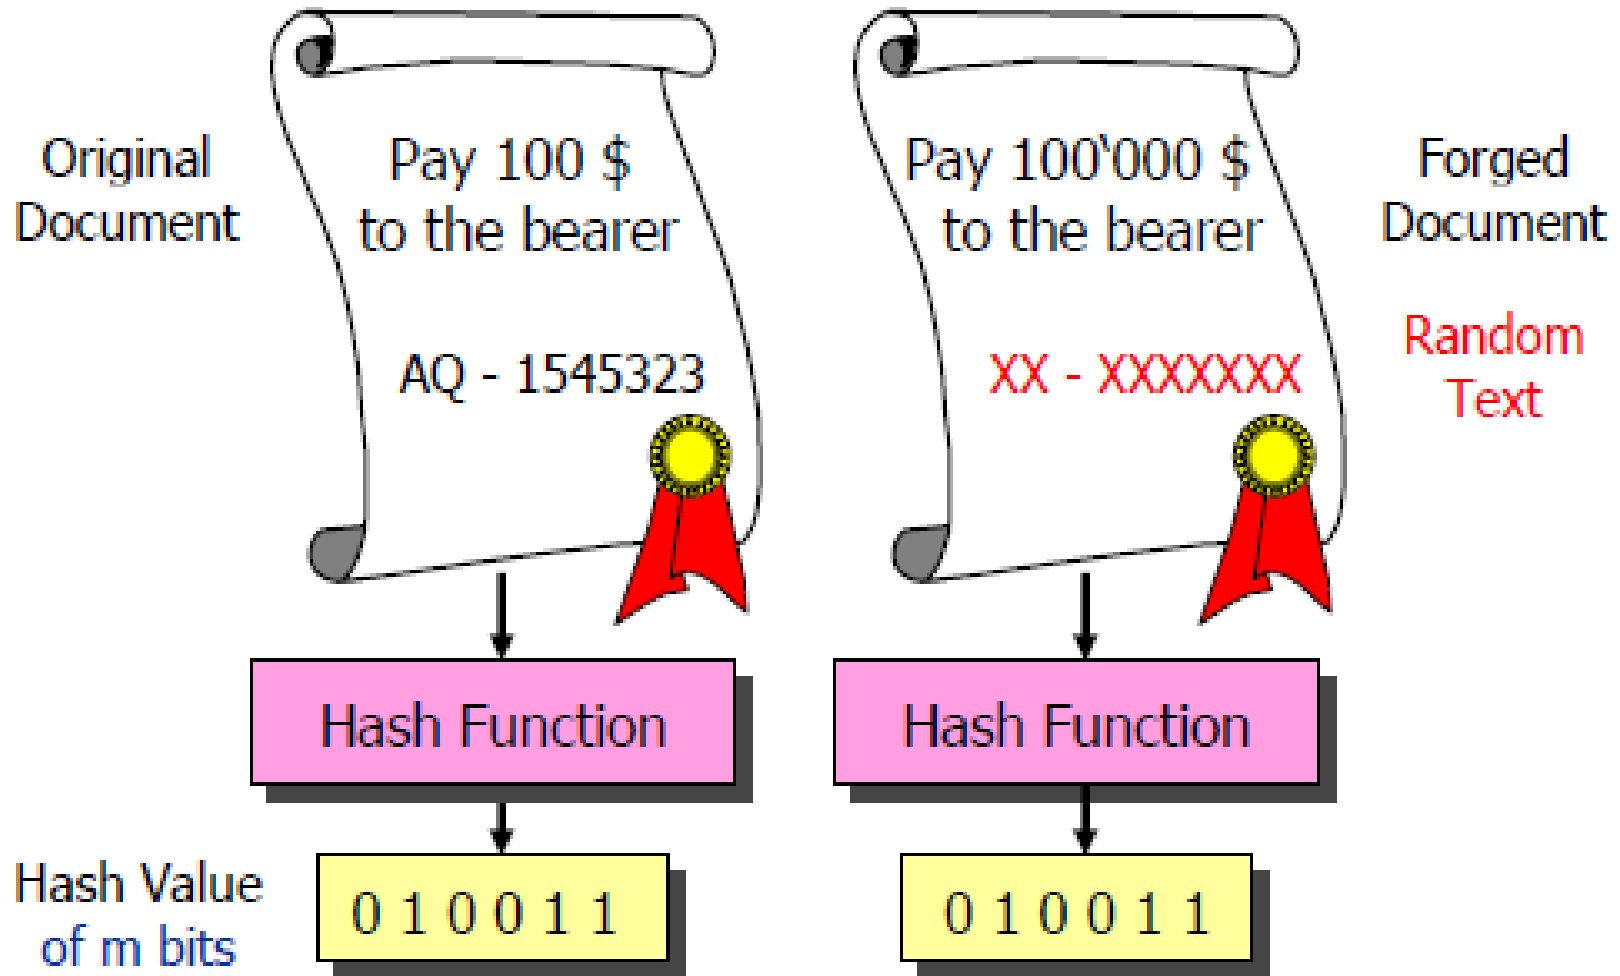 Original
Document
Pay 100 $
to the bearer
AQ - 1545323
Pay 100‘000 $
to the bearer
XX - XXXXXXX
Forged
Document
Random
Text
Hash Function
Hash Function
Hash Value
of m bits
0 1 0 0 1 1
0 1 0 0 1 1